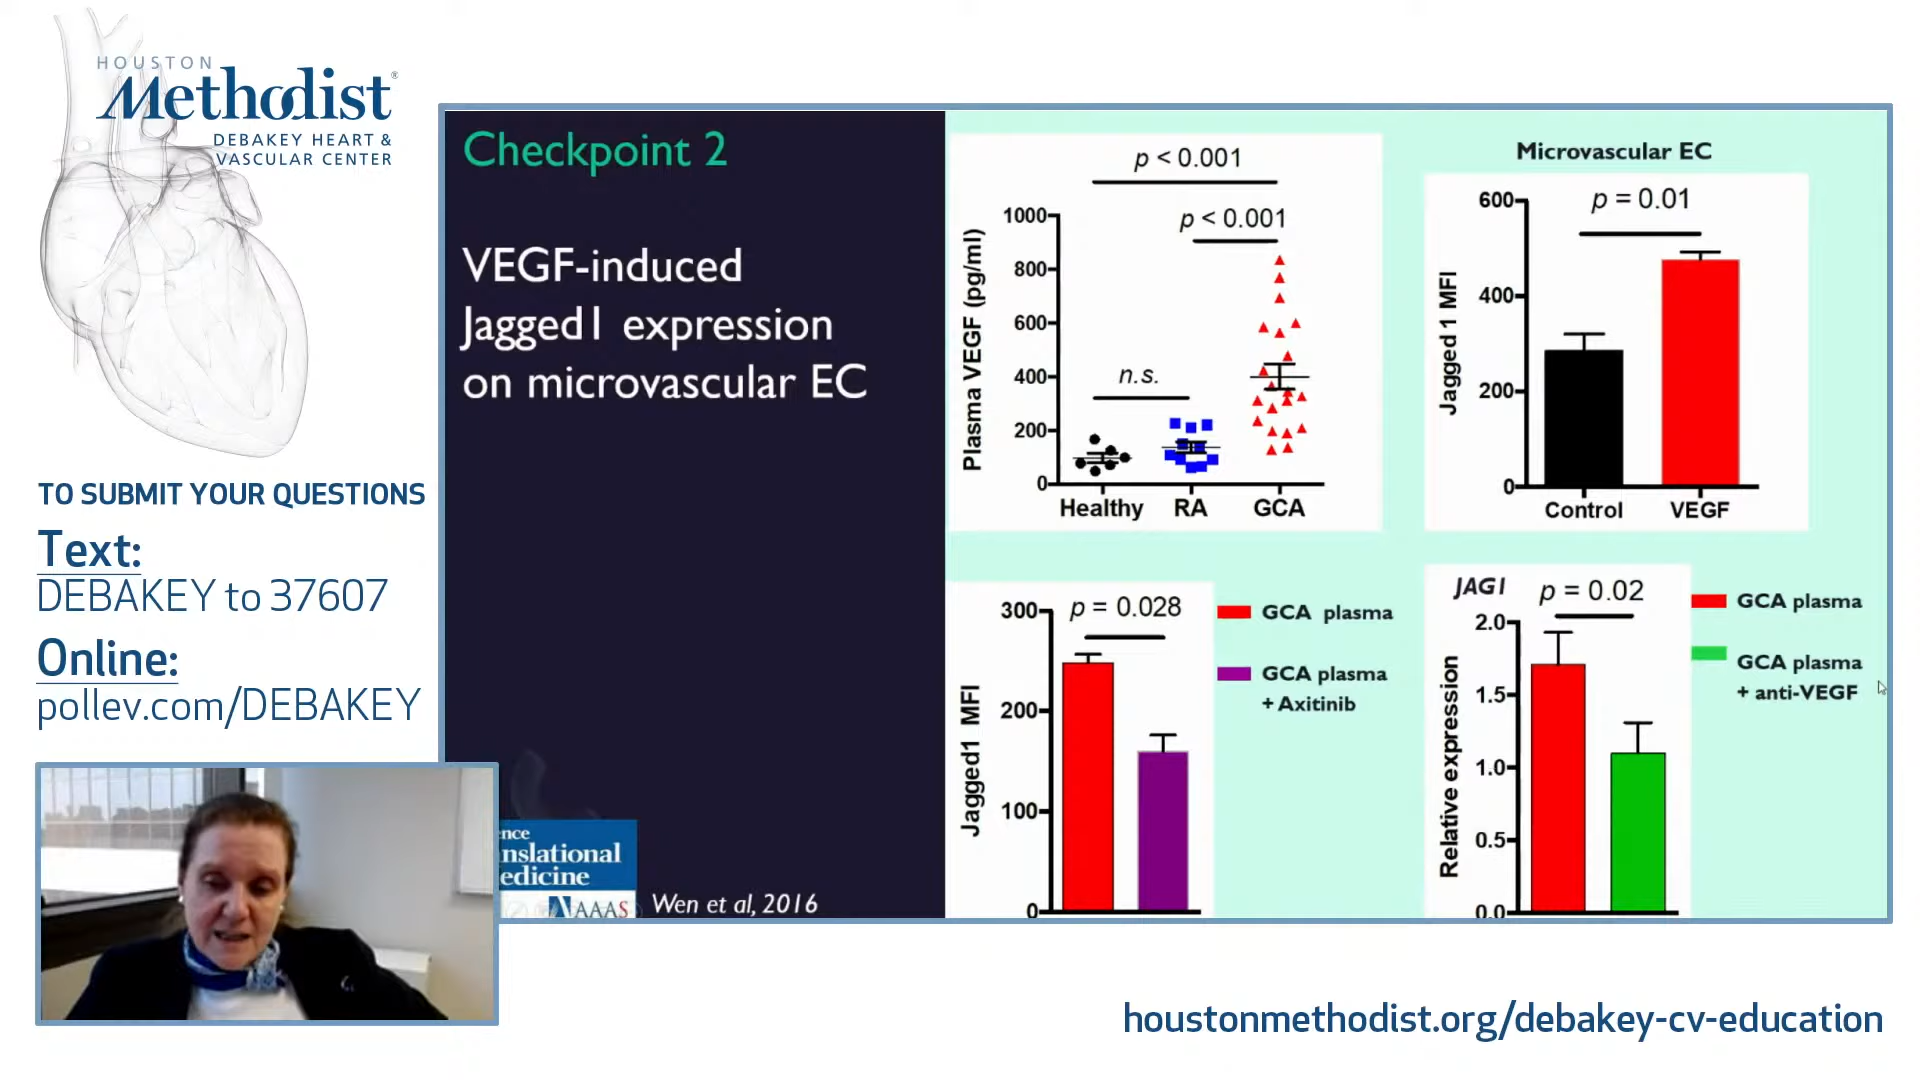 HOUSTON
Methodist®
DEBAKEY HEART &
VASCULAR CENTER
TO SUBMIT YOUR QUESTIONS
Text:
DEBAKEY to 37607
Online:
pollev.com/DEBAKEY
Checkpoint 2
VEGF-induced
Jagged1 expression
on microvascular EC
nce
nslational
edicine
AAAS
Wen et al, 2016
p < 0.001
p < 0.001
n.s.
Plasma VEGF (pg/ml)
1000
800
600
400
200
0
Healthy RA GCA
Microvascular EC
p = 0.01
Jagged 1 MFI
600
400
200
0
Control VEGF
p = 0.028
Jagged1 MFI
300
200
100
0
GCA plasma
GCA plasma
+ Axitinib
JAG1
p = 0.02
Relative expression
2.0
1.5
1.0
0.5
0.0
GCA plasma
GCA plasma
+ anti-VEGF
houstonmethodist.org/debakey-cv-education